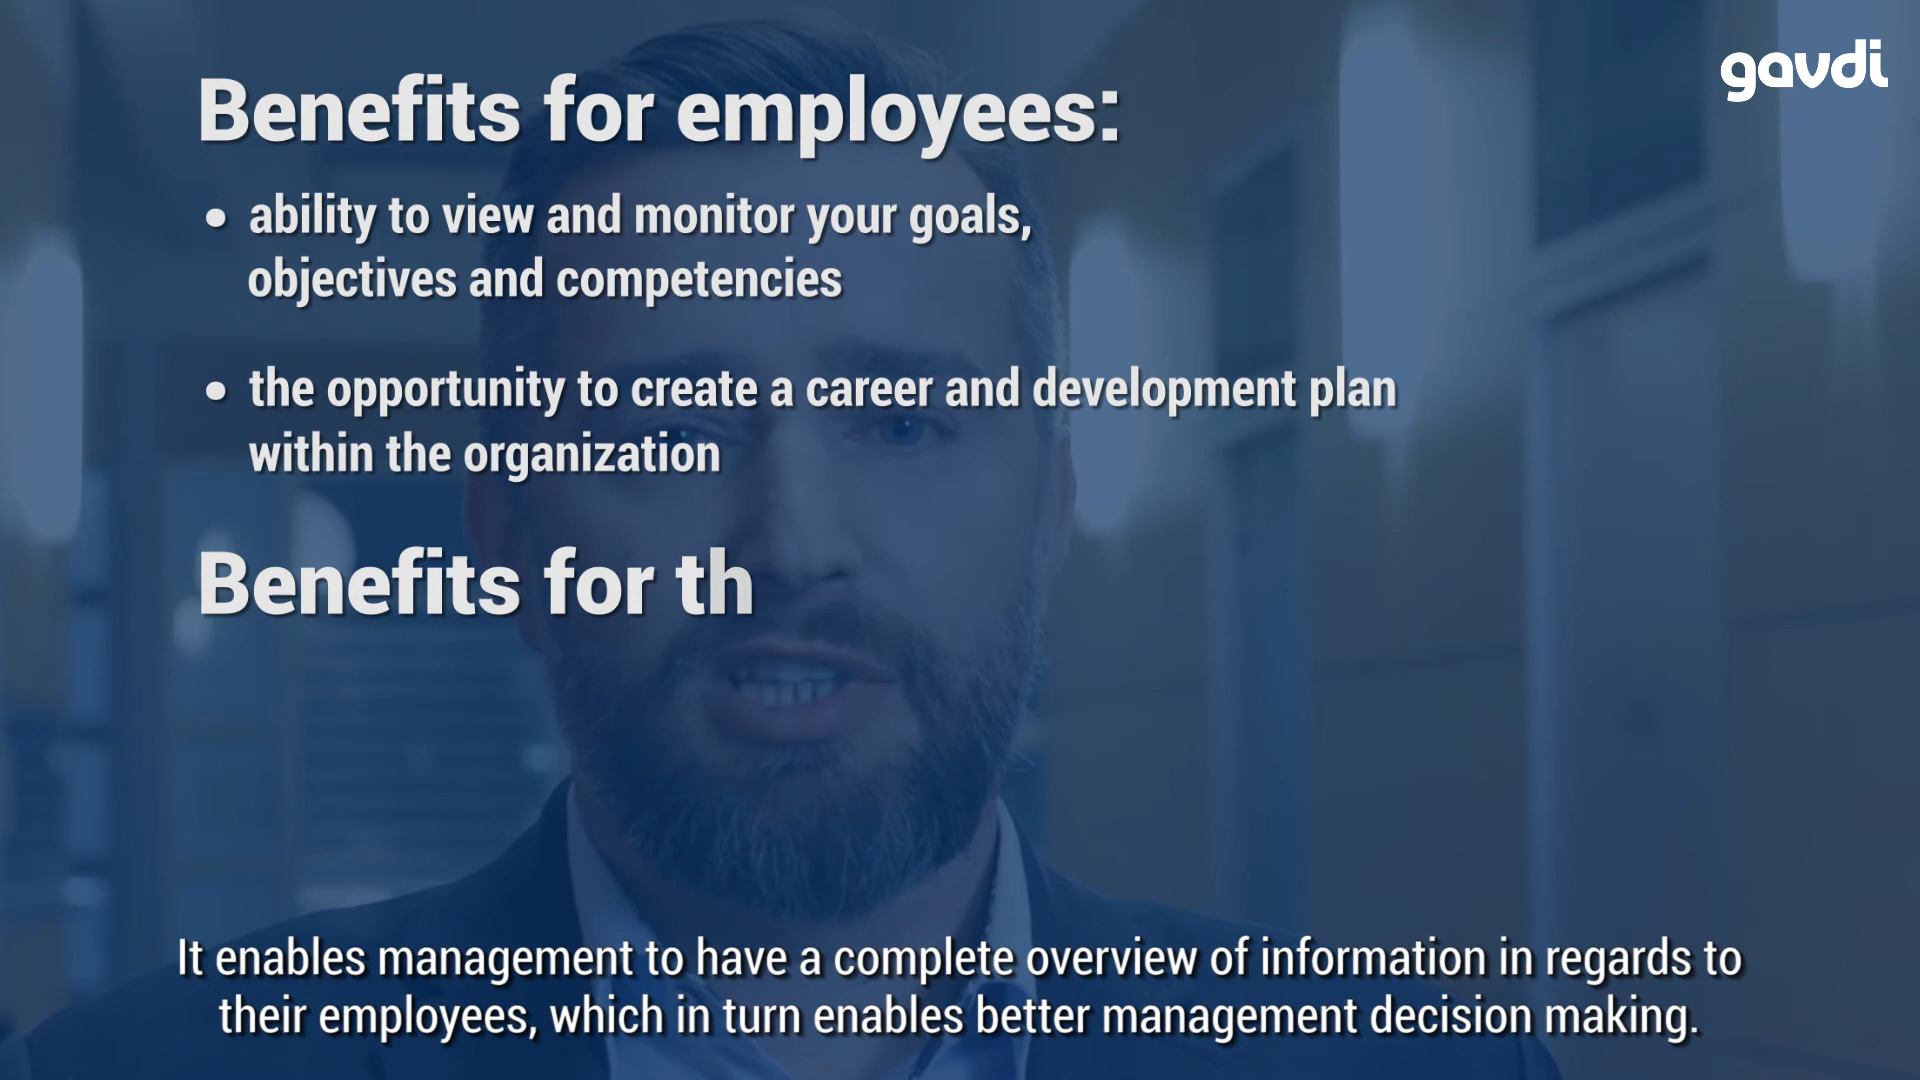 gavdi
Benefits for employees:
• ability to view and monitor your goals,
objectives and competencies
• the opportunity to create a career and development plan
within the organization
Benefits for th
It enables management to have a complete overview of information in regards to
their employees, which in turn enables better management decision making.